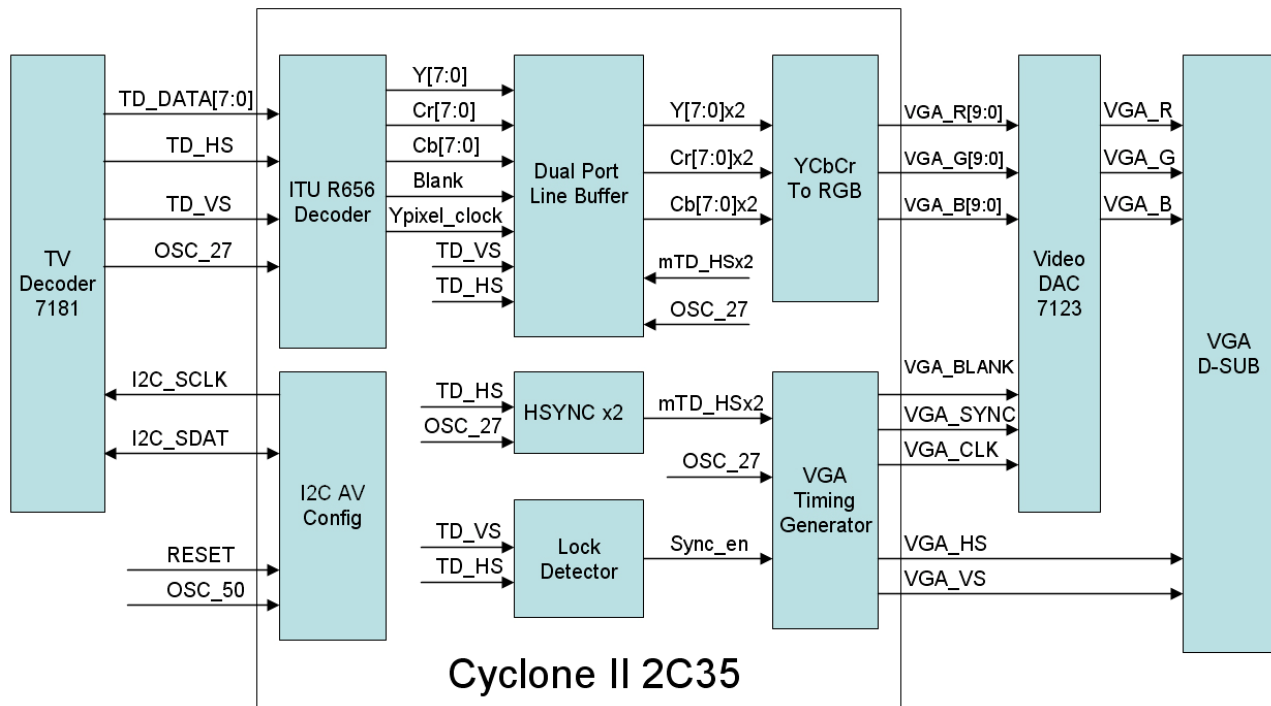 TV
Decoder
7181
TD_DATA[7:0]
TD_HS
TD_VS
OSC_27
I2C_SCLK
I2C_SDAT
RESET
OSC_50
ITU R656
Decoder
I2C AV
Config
Y[7:0]
Cr[7:0]
Cb[7:0]
Blank
Ypixel_clock
TD_VS
TD_HS
Dual Port
Line Buffer
Y[7:0]x2
Cr[7:0]x2
Cb[7:0]x2
mTD_HSx2
OSC_27
YCbCr
To RGB
TD_HS
OSC_27
HSYNC x2
mTD_HSx2
OSC_27
TD_VS
TD_HS
Lock
Detector
Sync_en
VGA
Timing
Generator
VGA_R[9:0]
VGA_G[9:0]
VGA_B[9:0]
VGA_BLANK
VGA_SYNC
VGA_CLK
VGA_HS
VGA_VS
Video
DAC
7123
VGA_R
VGA_G
VGA_B
VGA
D-SUB
Cyclone II 2C35